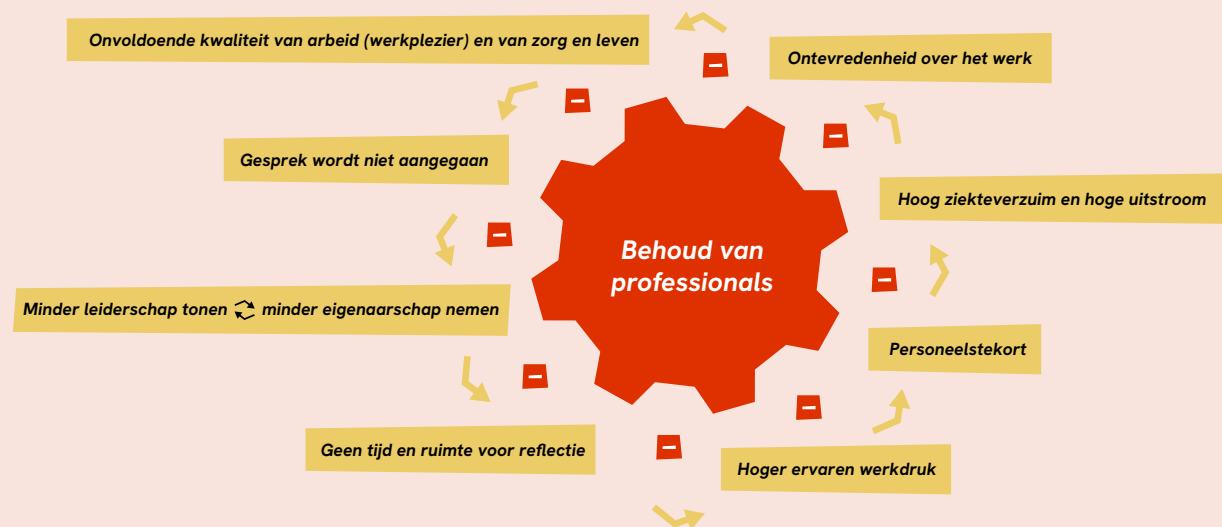 Onvoldoende kwaliteit van arbeid (werkplezier) en van zorg en leven
Ontevredenheid over het werk
Gesprek wordt niet aangegaan
Hoog ziekteverzuim en hoge uitstroom
Behoud van
professionals
Minder leiderschap tonen minder eigenaarschap nemen
Personeelstekort
Geen tijd en ruimte voor reflectie
Hoger ervaren werkdruk